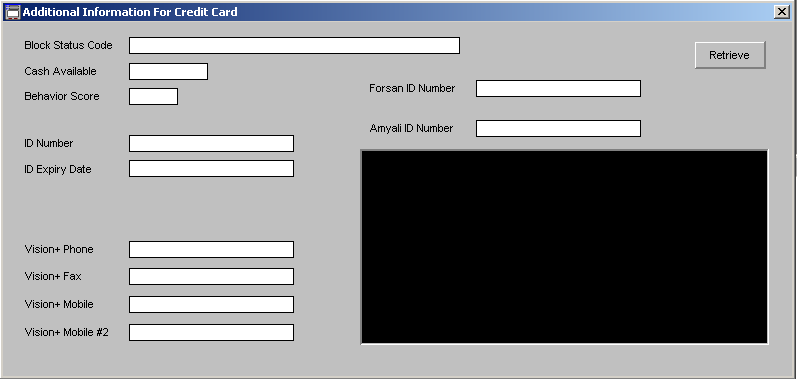 Additional Information For Credit Card
Block Status Code
Retrieve
Cash Available
Behavior Score
Forsan ID Number
Amyali ID Number
ID Number
ID Expiry Date
Vision+ Phone
Vision+ Fax
Vision+ Mobile
Vision+ Mobile #2